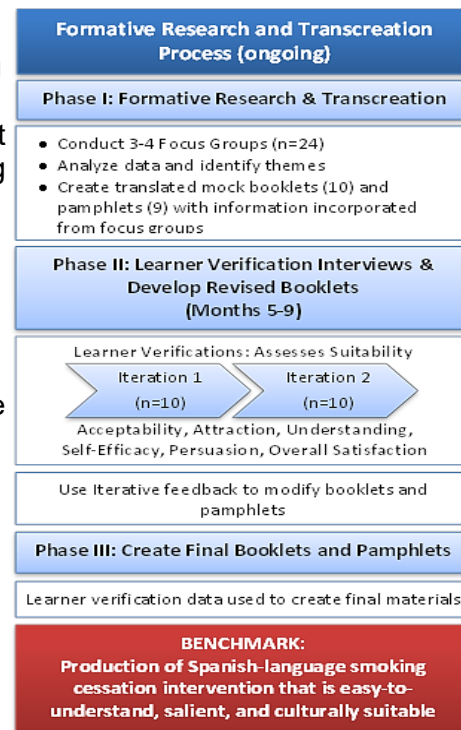 Formative Research and Transcreation
Process (ongoing)
Phase I: Formative Research & Transcreation
• Conduct 3-4 Focus Groups (n=24)
• Analyze data and identify themes
• Create translated mock booklets (10) and
pamphlets (9) with information incorporated
from focus groups
Phase II: Learner Verification Interviews &
Develop Revised Booklets
(Months 5-9)
Learner Verifications: Assesses Suitability
Iteration 1
(n=10)
Iteration 2
(n=10)
Acceptability, Attraction, Understanding,
Self-Efficacy, Persuasion, Overall Satisfaction
Use Iterative feedback to modify booklets and
pamphlets
Phase III: Create Final Booklets and Pamphlets
Learner verification data used to create final materials
BENCHMARK:
Production of Spanish-language smoking
cessation intervention that is easy-to-
understand, salient, and culturally suitable